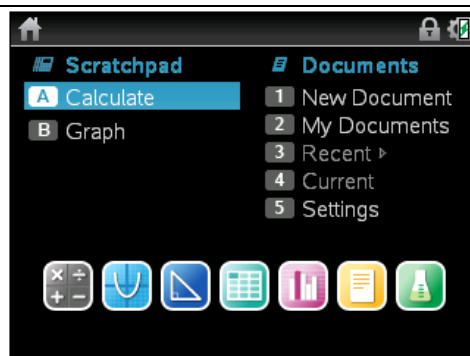 Scratchpad
A Calculate
B Graph
Documents
1 New Document
2 My Documents
3 Recent ▷
4 Current
5 Settings